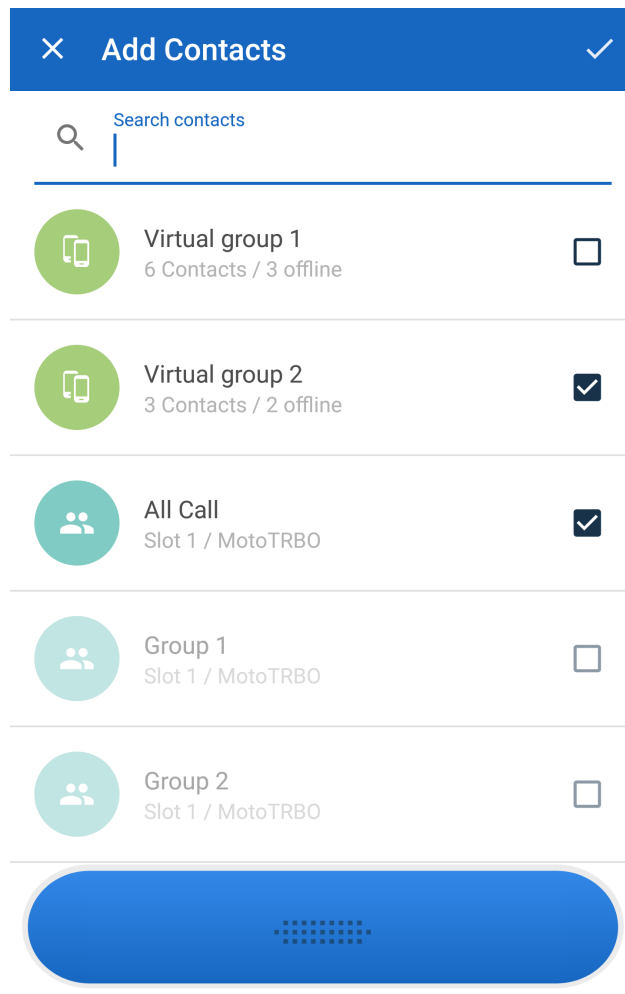 Add Contacts
Search contacts
Virtual group 1
6 Contacts / 3 offline
Virtual group 2
3 Contacts / 2 offline
All Call
Slot 1 / MotoTRBO
Group 1
Slot 1 / MotoTRBO
Group 2
Slot 1 / MotoTRBO